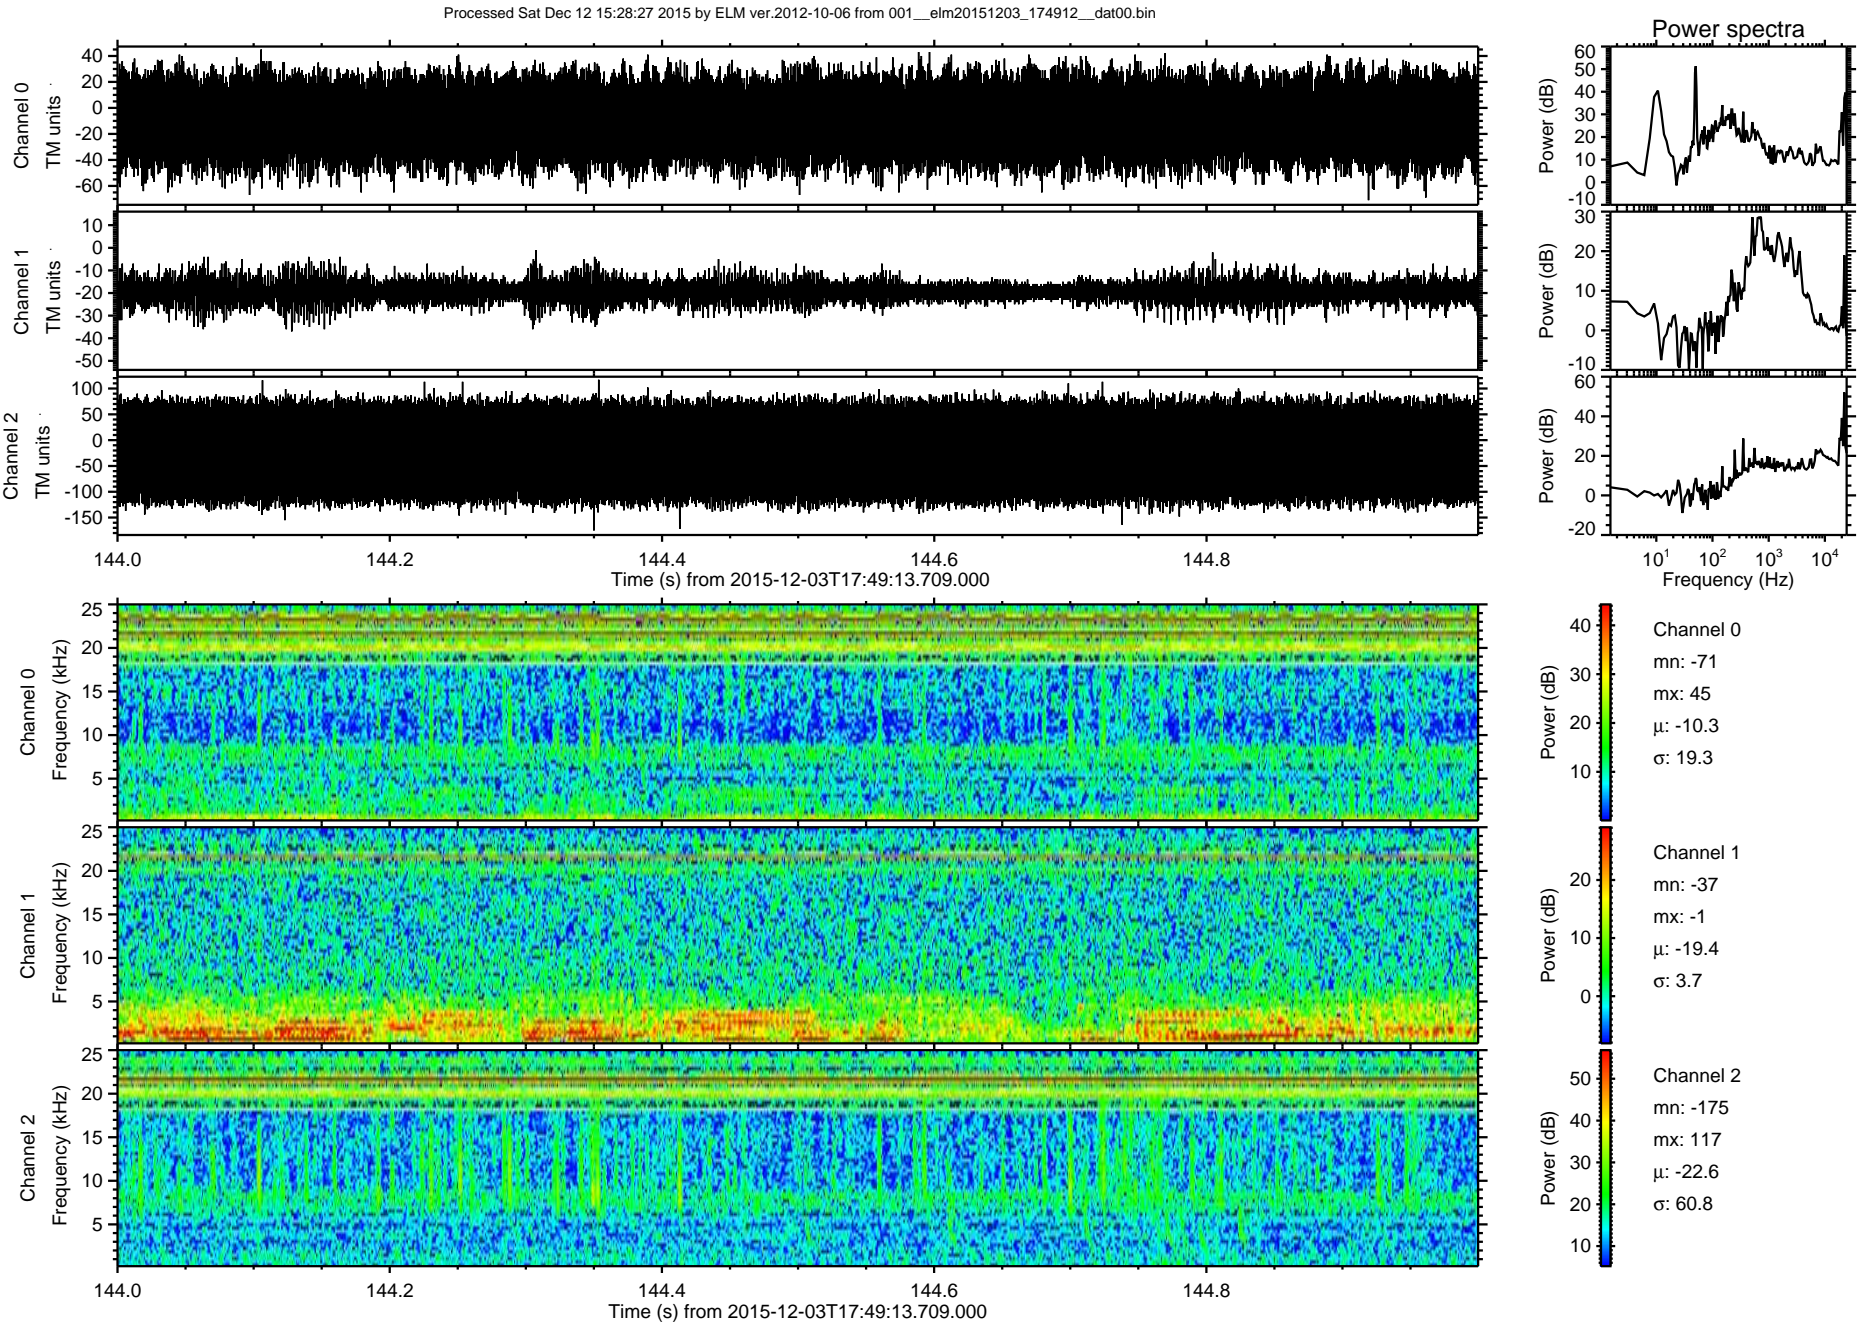 Processed Sat Dec 12 15:28:27 2015 by ELM ver.2012-10-06 from 001__elm20151203_174912__dat00.bin
Power spectra
Channel 0
TM units
40
20
0
-20
-40
-60
Power (dB)
60
50
40
30
20
10
0
-10
Channel 1
TM units
10
0
-10
-20
-30
-40
-50
Power (dB)
30
20
10
0
-10
Channel 2
TM units
100
50
0
-50
-100
-150
Power (dB)
60
40
20
0
-20
144.0 144.2 144.4 144.6 144.8
Time (s) from 2015-12-03T17:49:13.709.000
10^1 10^2 10^3 10^4
Frequency (Hz)
Channel 0
Frequency (kHz)
25
20
15
10
5
Power (dB)
40
30
20
10
Channel 0
mn: -71
mx: 45
μ: -10.3
σ: 19.3
Channel 1
Frequency (kHz)
25
20
15
10
5
Power (dB)
20
10
0
Channel 1
mn: -37
mx: -1
μ: -19.4
σ: 3.7
Channel 2
Frequency (kHz)
25
20
15
10
5
Power (dB)
50
40
30
20
10
Channel 2
mn: -175
mx: 117
μ: -22.6
σ: 60.8
144.0 144.2 144.4 144.6 144.8
Time (s) from 2015-12-03T17:49:13.709.000